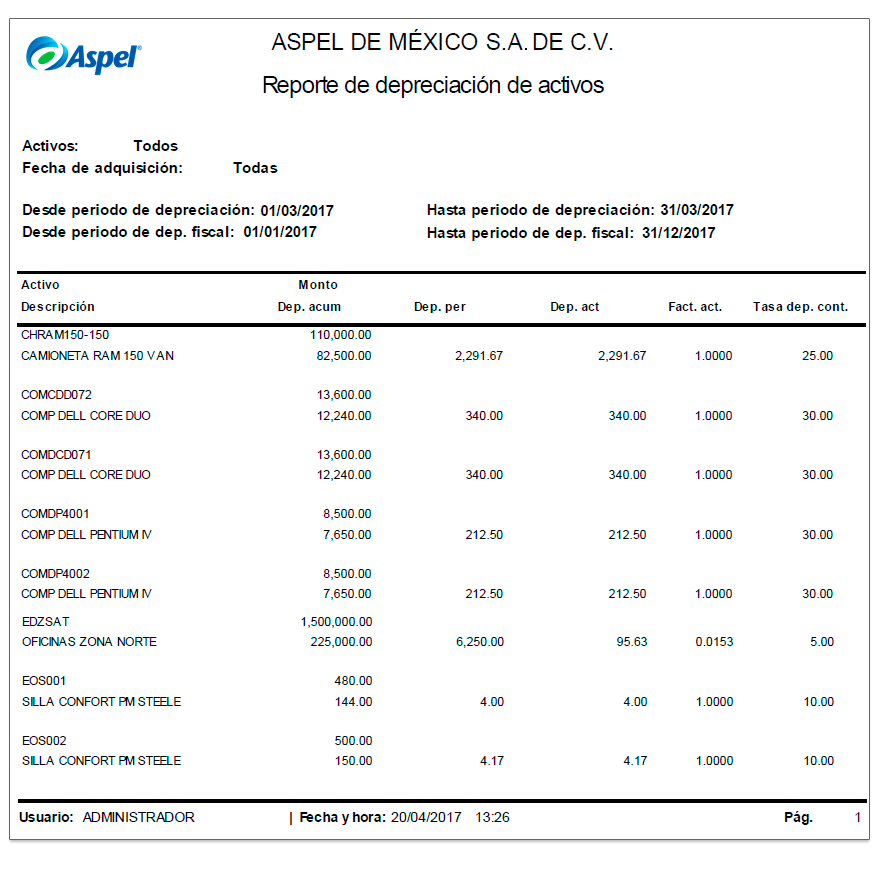 Aspel
ASPEL DE MÉXICO S.A. DE C.V.
Reporte de depreciación de activos
Activos: Todos
Fecha de adquisición: Todas
Desde periodo de depreciación: 01/03/2017 Hasta periodo de depreciación: 31/03/2017
Desde periodo de dep. fiscal: 01/01/2017 Hasta periodo de dep. fiscal: 31/12/2017
Activo Monto
Descripción Dep. acum Dep. per Dep. act Fact. act. Tasa dep. cont.
CHRAM150-150 110,000.00
CAMIONETA RAM 150 VAN 82,500.00 2,291.67 2,291.67 1.0000 25.00
COMCDD072 13,600.00
COMP DELL CORE DUO 12,240.00 340.00 340.00 1.0000 30.00
COMDCD071 13,600.00
COMP DELL CORE DUO 12,240.00 340.00 340.00 1.0000 30.00
COMDP4001 8,500.00
COMP DELL PENTIUM IV 7,650.00 212.50 212.50 1.0000 30.00
COMDP4002 8,500.00
COMP DELL PENTIUM IV 7,650.00 212.50 212.50 1.0000 30.00
EDZSAT 1,500,000.00
OFICINAS ZONA NORTE 225,000.00 6,250.00 95.63 0.0153 5.00
EOS001 480.00
SILLA CONFORT PM STEELE 144.00 4.00 4.00 1.0000 10.00
EOS002 500.00
SILLA CONFORT PM STEELE 150.00 4.17 4.17 1.0000 10.00
Usuario: ADMINISTRADOR | Fecha y hora: 20/04/2017 13:26 Pág. 1